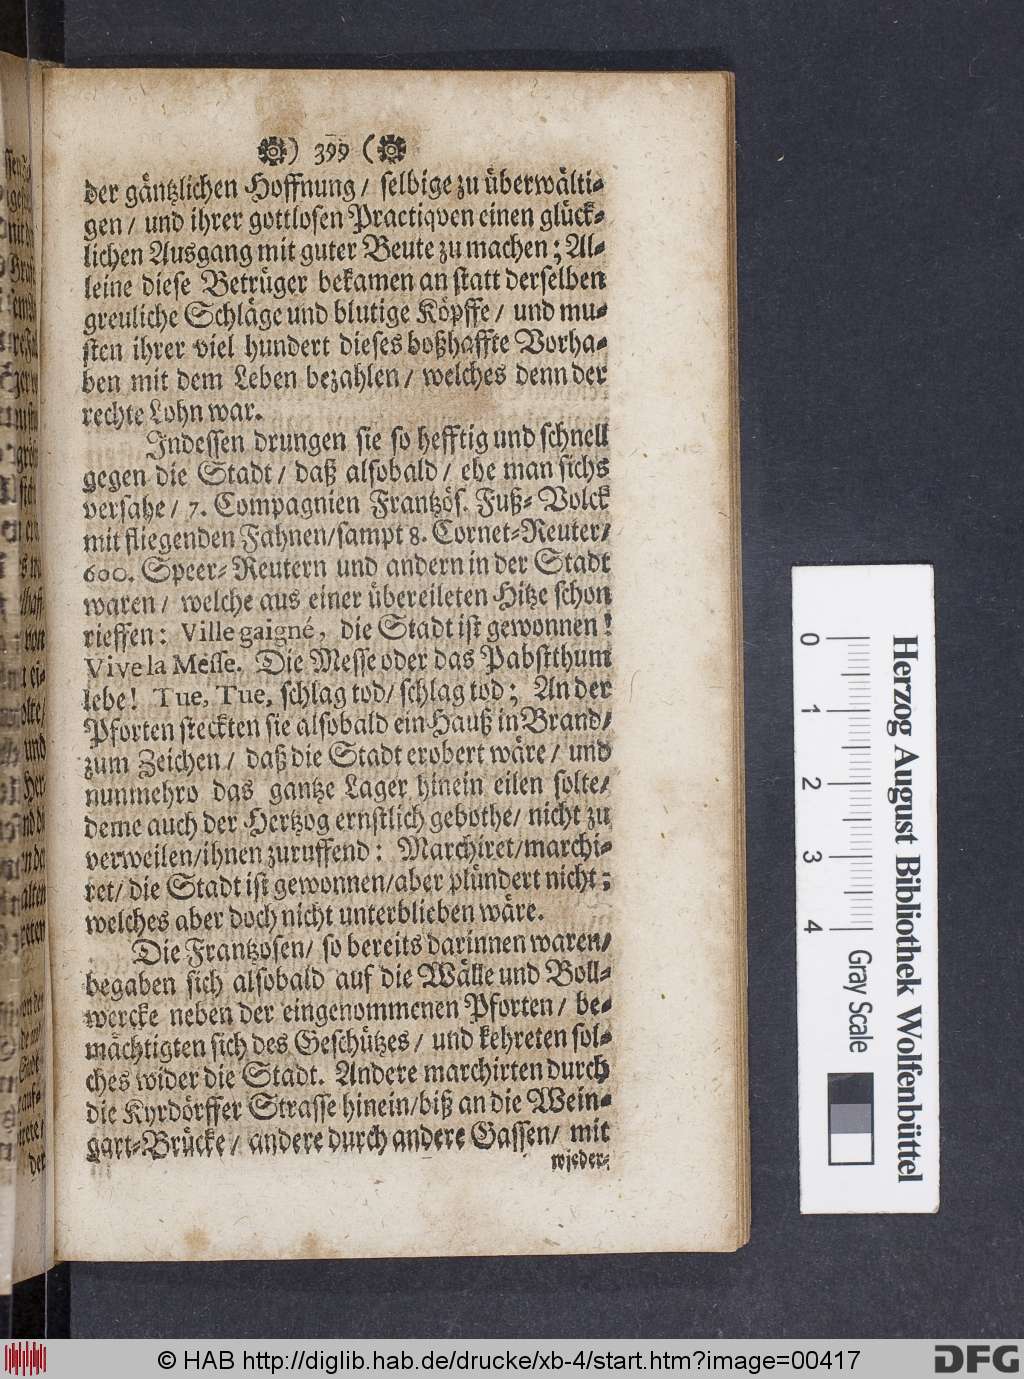 ) 399 (
der gäntzlichen Hoffnung / selbige zu überwälti-
gen / und ihrer gottlosen Practiqven einen glück-
lichen Ausgang mit guter Beute zu machen; Al-
leine diese Betrüger bekamen an statt derselben
greuliche Schläge und blutige Köpffe / und mu-
sten ihrer viel hundert dieses boßhaffte Vorha-
ben mit dem Leben bezahlen / welches denn der
rechte Lohn war.
Indessen drungen sie so hefftig und schnell
gegen die Stadt / daß alsobald / ehe man sichs
versahe / 7. Compagnien Frantzös. Fuß-Volck
mit fliegenden Fahnen/sampt 8. Cornet-Reuter/
600. Speer-Reutern und andern in der Stadt
waren / welche aus einer übereileten Hitze schon
rieffen: Ville gaigné, die Stadt ist gewonnen!
Vive la Messe. Die Messe oder das Pabstthum
lebe! Tue, Tue, schlag tod/ schlag tod; An der
Pforten steckten sie alsobald ein Hauß in Brand/
zum Zeichen / daß die Stadt erobert wäre / und
nunmehro das gantze Lager hinein eilen solte/
deme auch der Hertzog ernstlich gebothe/ nicht zu
verweilen/ihnen zuruffend: Marchiret/marchi-
ret/ die Stadt ist gewonnen/aber plündert nicht;
welches aber doch nicht unterblieben wäre.
Die Frantzosen/ so bereits darinnen waren/
begaben sich alsobald auf die Wälle und Boll-
wercke neben der eingenommenen Pforten / be-
mächtigten sich des Geschützes / und kehreten sol-
ches wider die Stadt. Andere marchirten durch
die Kyrdörffer Strasse hinein/biß an die Wein-
gart-Brücke / andere durch andere Gassen/ mit
wieder-
0 1 2 3 4
Gray Scale
Herzog August Bibliothek Wolfenbüttel
© HAB http://diglib.hab.de/drucke/xb-4/start.htm?image=00417
DFG